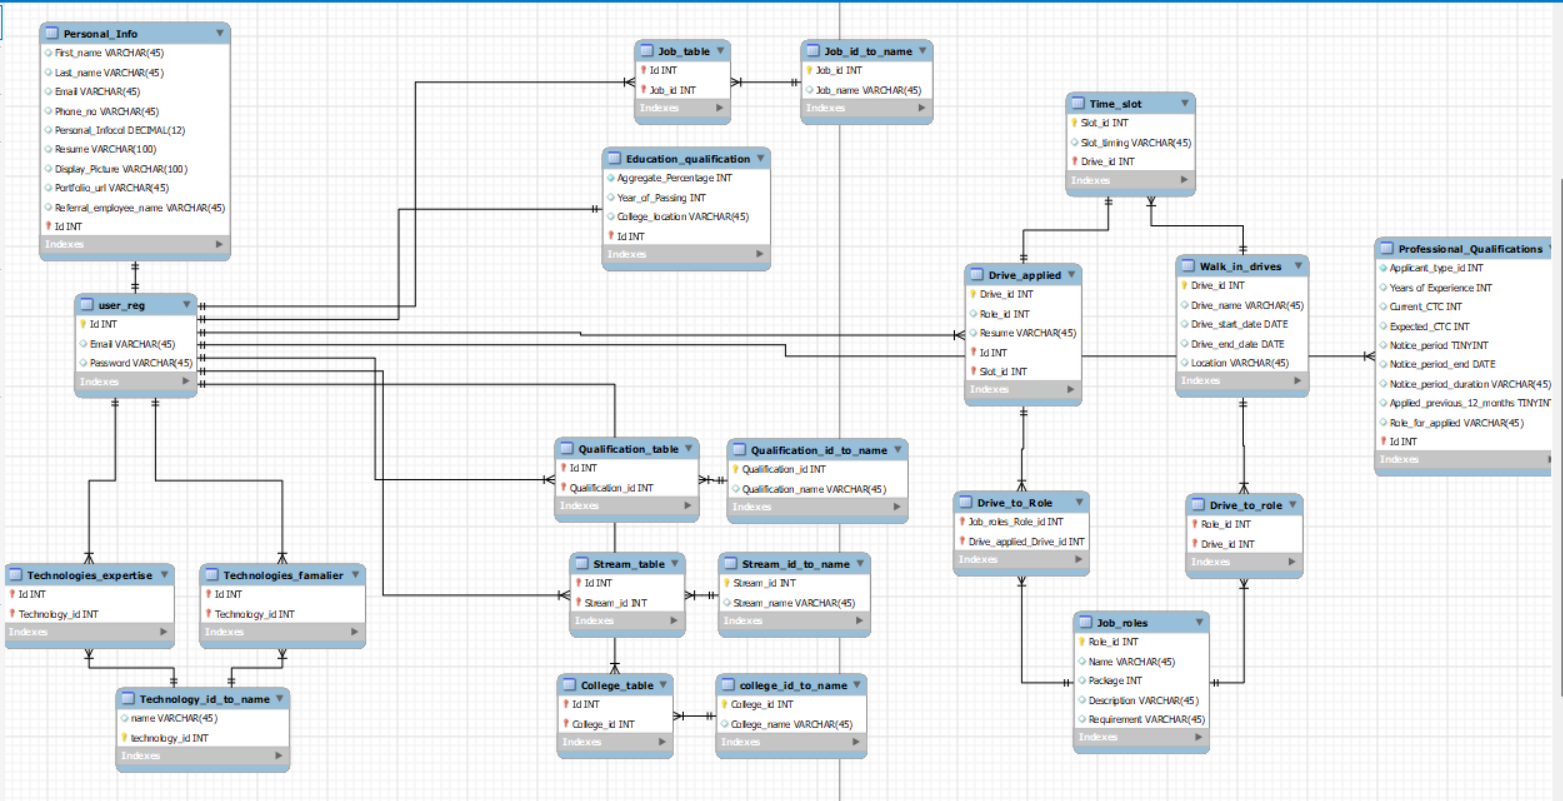 Personal_Info
First_name VARCHAR(45)
Last_name VARCHAR(45)
Email VARCHAR(45)
Phone_no VARCHAR(45)
Personal_Infocol DECIMAL(12)
Resume VARCHAR(100)
Display_Picture VARCHAR(100)
Portfolio_url VARCHAR(45)
Referral_employee_name VARCHAR(45)
Id INT
Indexes
user_reg
Id INT
Email VARCHAR(45)
Password VARCHAR(45)
Indexes
Technologies_expertise
Id INT
Technology_id INT
Indexes
Technologies_famalier
Id INT
Technology_id INT
Indexes
Technology_id_to_name
name VARCHAR(45)
technology_id INT
Indexes
Job_table
Id INT
Job_id INT
Indexes
Job_id_to_name
Job_id INT
Job_name VARCHAR(45)
Indexes
Education_qualification
Aggregate_Percentage INT
Year_of_Passing INT
College_location VARCHAR(45)
Id INT
Indexes
Qualification_table
Id INT
Qualification_id INT
Indexes
Qualification_id_to_name
Qualification_id INT
Qualification_name VARCHAR(45)
Indexes
Stream_table
Id INT
Stream_id INT
Indexes
Stream_id_to_name
Stream_id INT
Stream_name VARCHAR(45)
Indexes
College_table
Id INT
College_id INT
Indexes
college_id_to_name
College_id INT
College_name VARCHAR(45)
Indexes
Time_slot
Slot_id INT
Slot_timing VARCHAR(45)
Drive_id INT
Indexes
Drive_applied
Drive_id INT
Role_id INT
Resume VARCHAR(45)
Id INT
Slot_id INT
Indexes
Walk_in_drives
Drive_id INT
Drive_name VARCHAR(45)
Drive_start_date DATE
Drive_end_date DATE
Location VARCHAR(45)
Indexes
Professional_Qualifications
Applicant_type_id INT
Years of Experience INT
Current_CTC INT
Expected_CTC INT
Notice_period TINYINT
Notice_period_end DATE
Notice_period_duration VARCHAR(45)
Applied_previous_12_months TINYINT
Role_for_applied VARCHAR(45)
Id INT
Indexes
Drive_to_Role
Job_roles_Role_id INT
Drive_applied_Drive_id INT
Indexes
Drive_to_role
Role_id INT
Drive_id INT
Indexes
Job_roles
Role_id INT
Name VARCHAR(45)
Package INT
Description VARCHAR(45)
Requirement VARCHAR(45)
Indexes